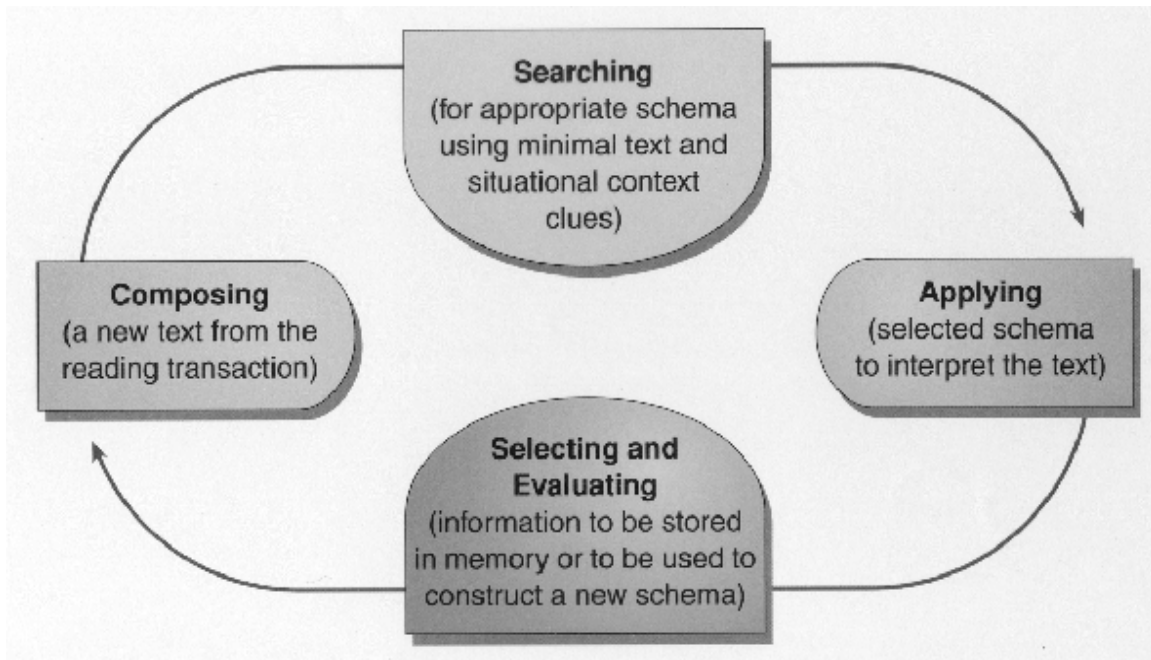 Searching
(for appropriate schema
using minimal text and
situational context
clues)
Composing
(a new text from the
reading transaction)
Applying
(selected schema
to interpret the text)
Selecting and
Evaluating
(information to be stored
in memory or to be used to
construct a new schema)